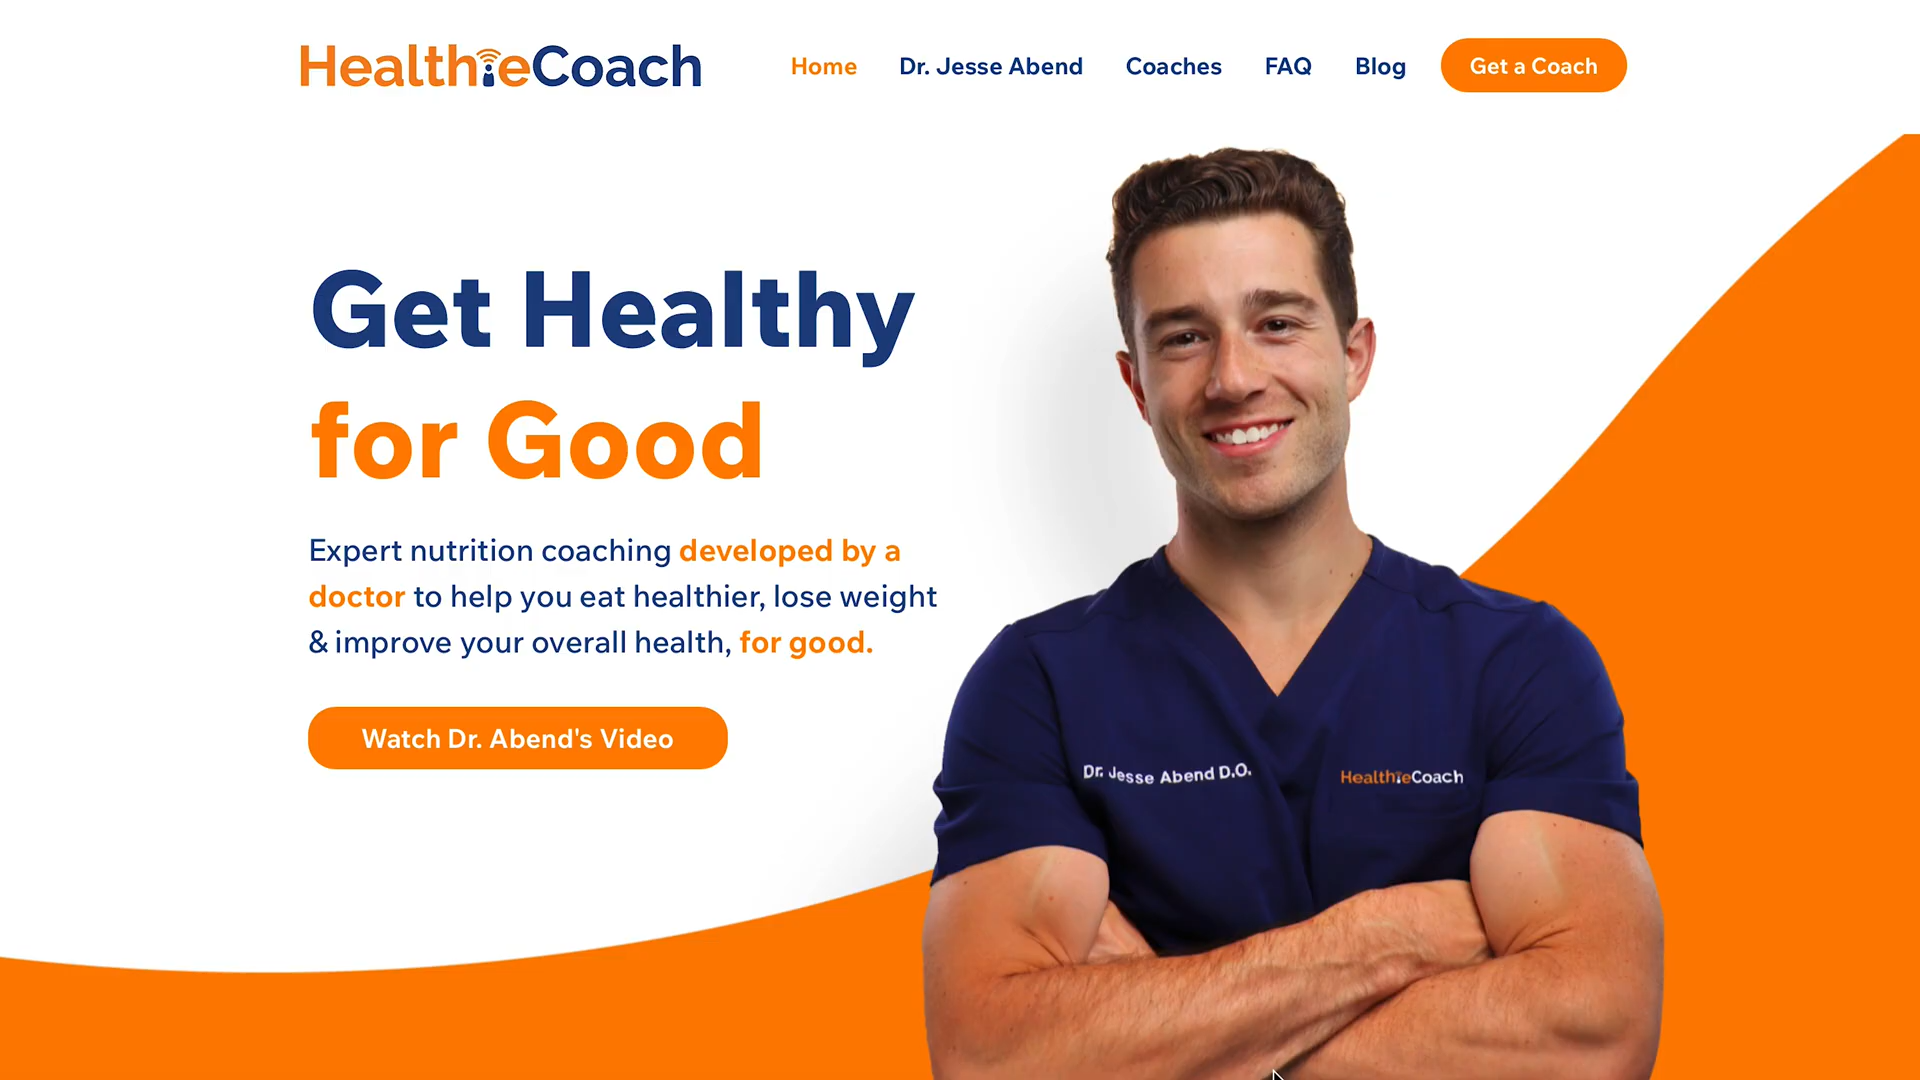 HealthieCoach
Home
Dr. Jesse Abend
Coaches
FAQ
Blog
Get a Coach
Get Healthy
for Good
Expert nutrition coaching developed by a
doctor to help you eat healthier, lose weight
& improve your overall health, for good.
Watch Dr. Abend's Video
Dr. Jesse Abend D.O.
HealthieCoach